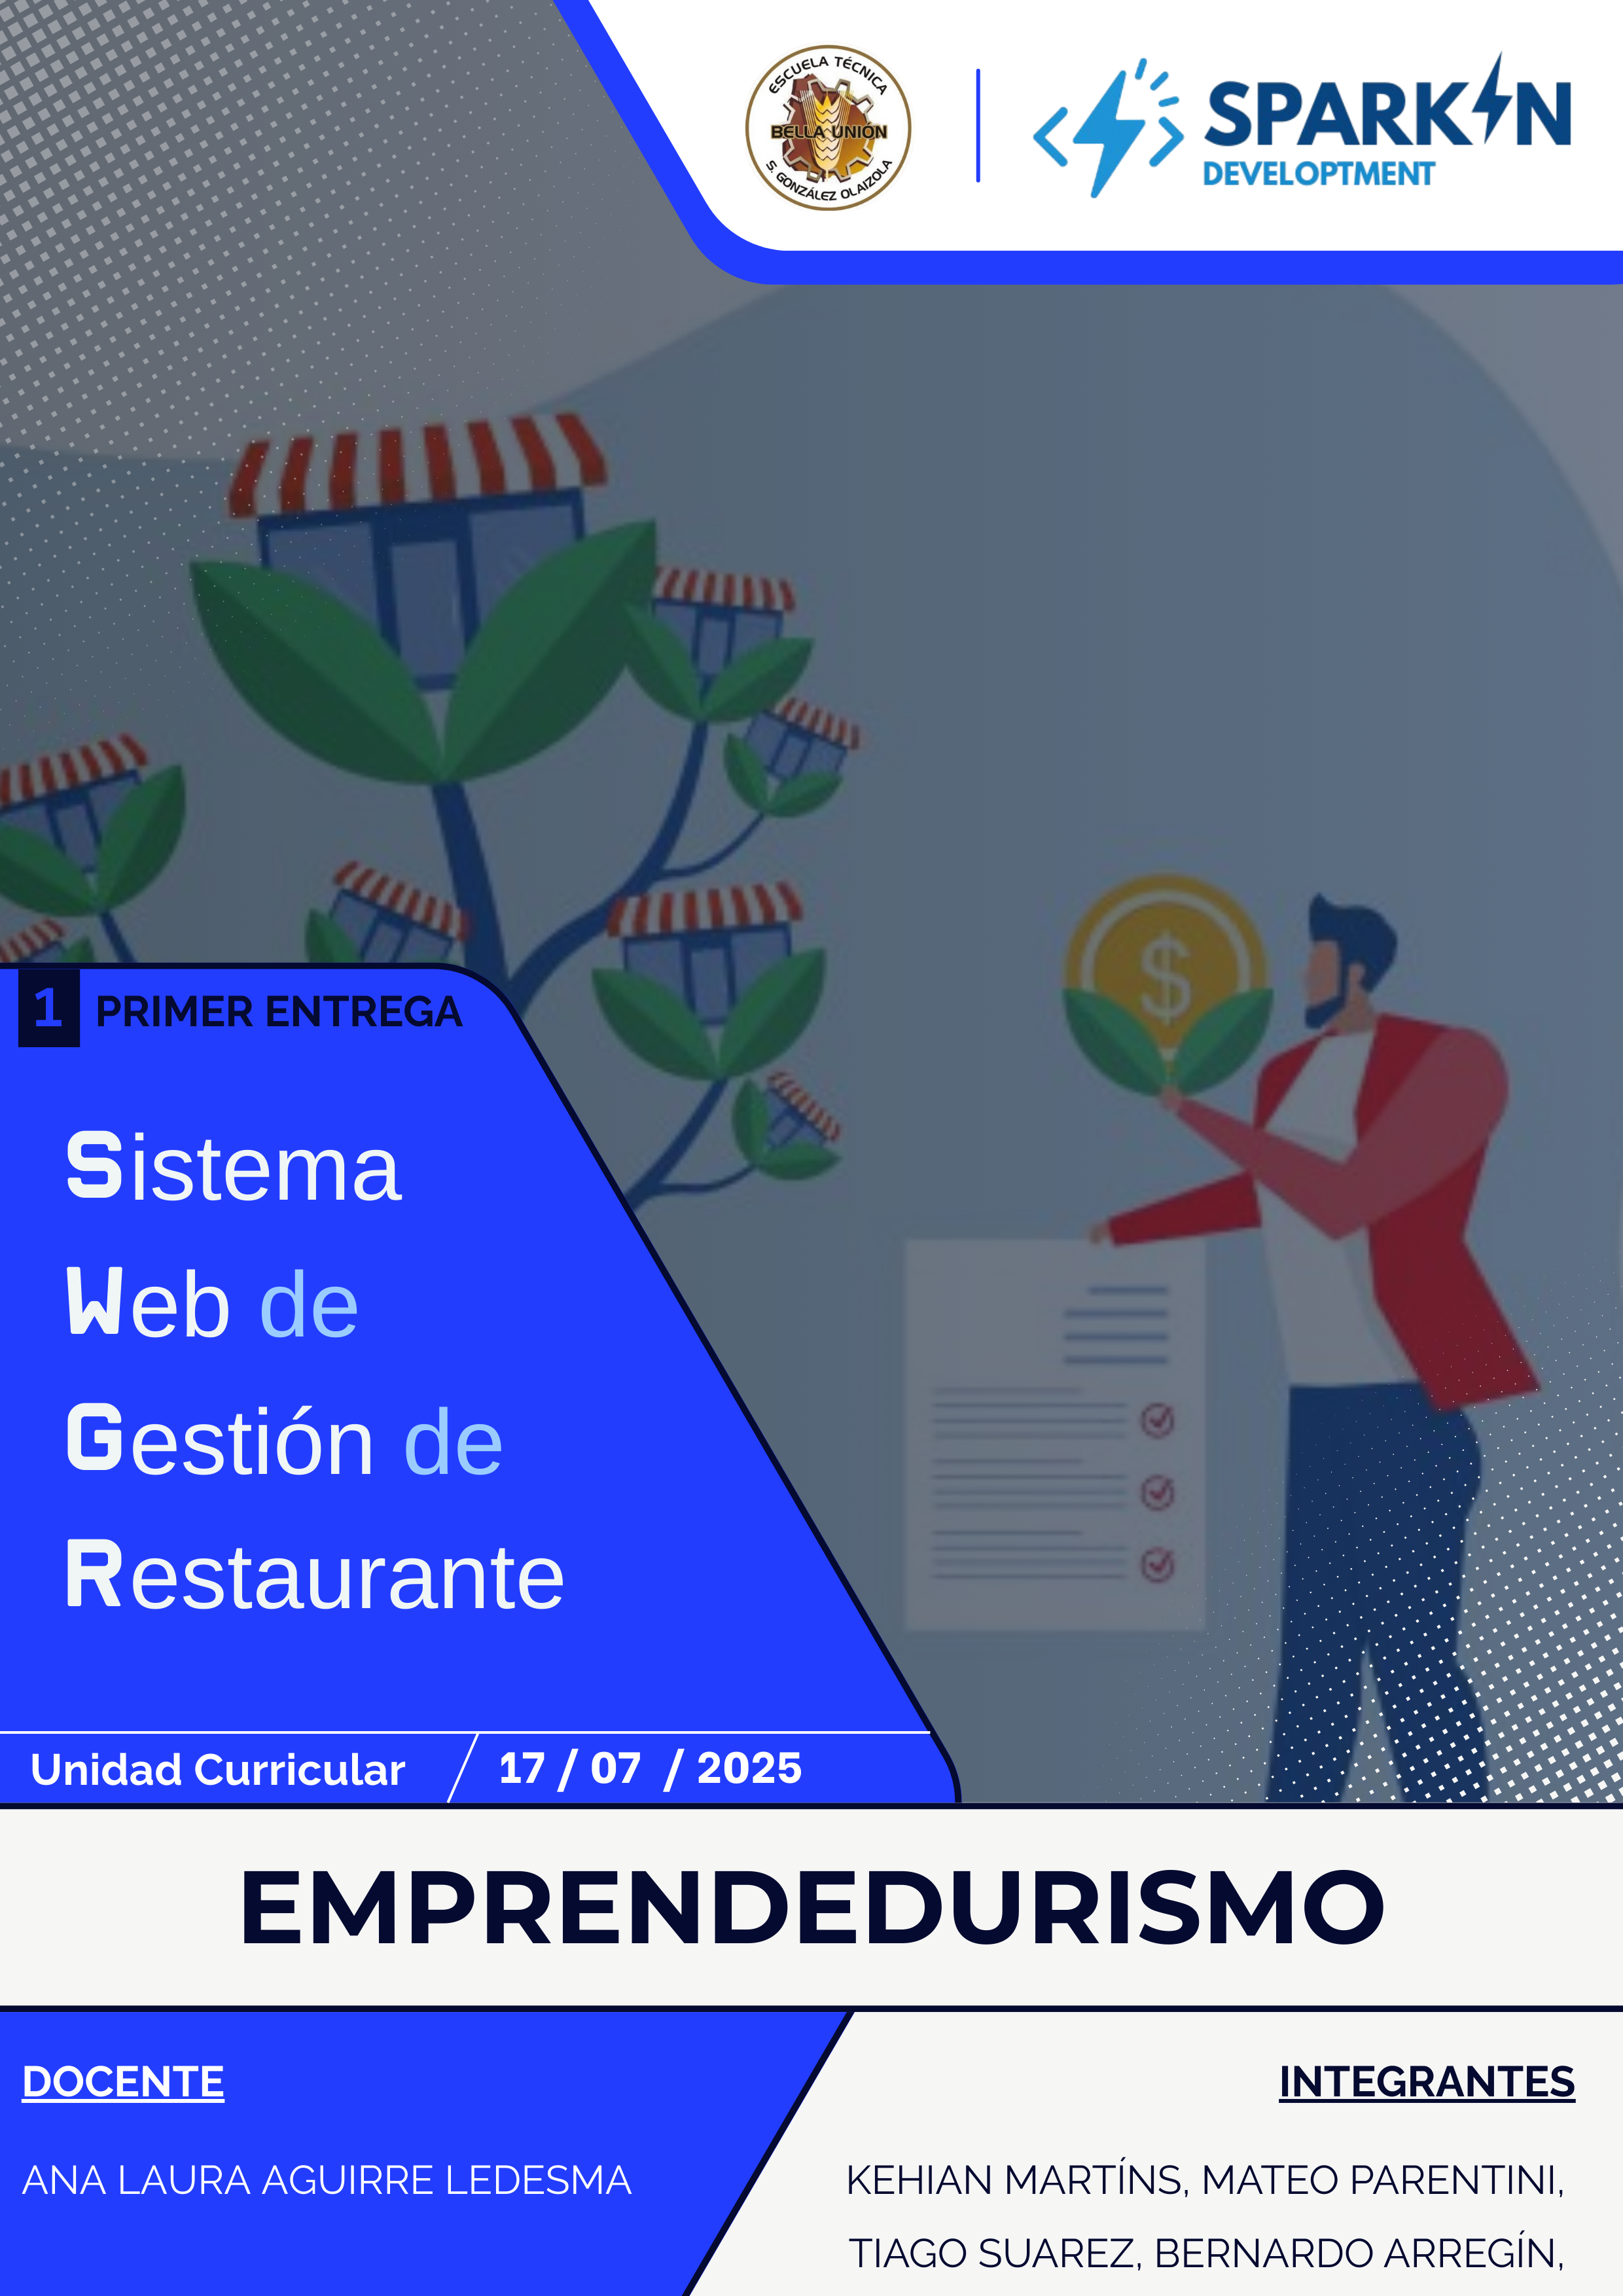 ESCUELA TÉCNICA
BELLA UNIÓN
S. GONZÁLEZ OLAIZOLA
SPARKIN
DEVELOPTMENT
$
1 PRIMER ENTREGA
Sistema
Web de
Gestión de
Restaurante
Unidad Curricular / 17 / 07 / 2025
EMPRENDEDURISMO
DOCENTE
ANA LAURA AGUIRRE LEDESMA
INTEGRANTES
KEHIAN MARTÍNS, MATEO PARENTINI,
TIAGO SUAREZ, BERNARDO ARREGÍN,